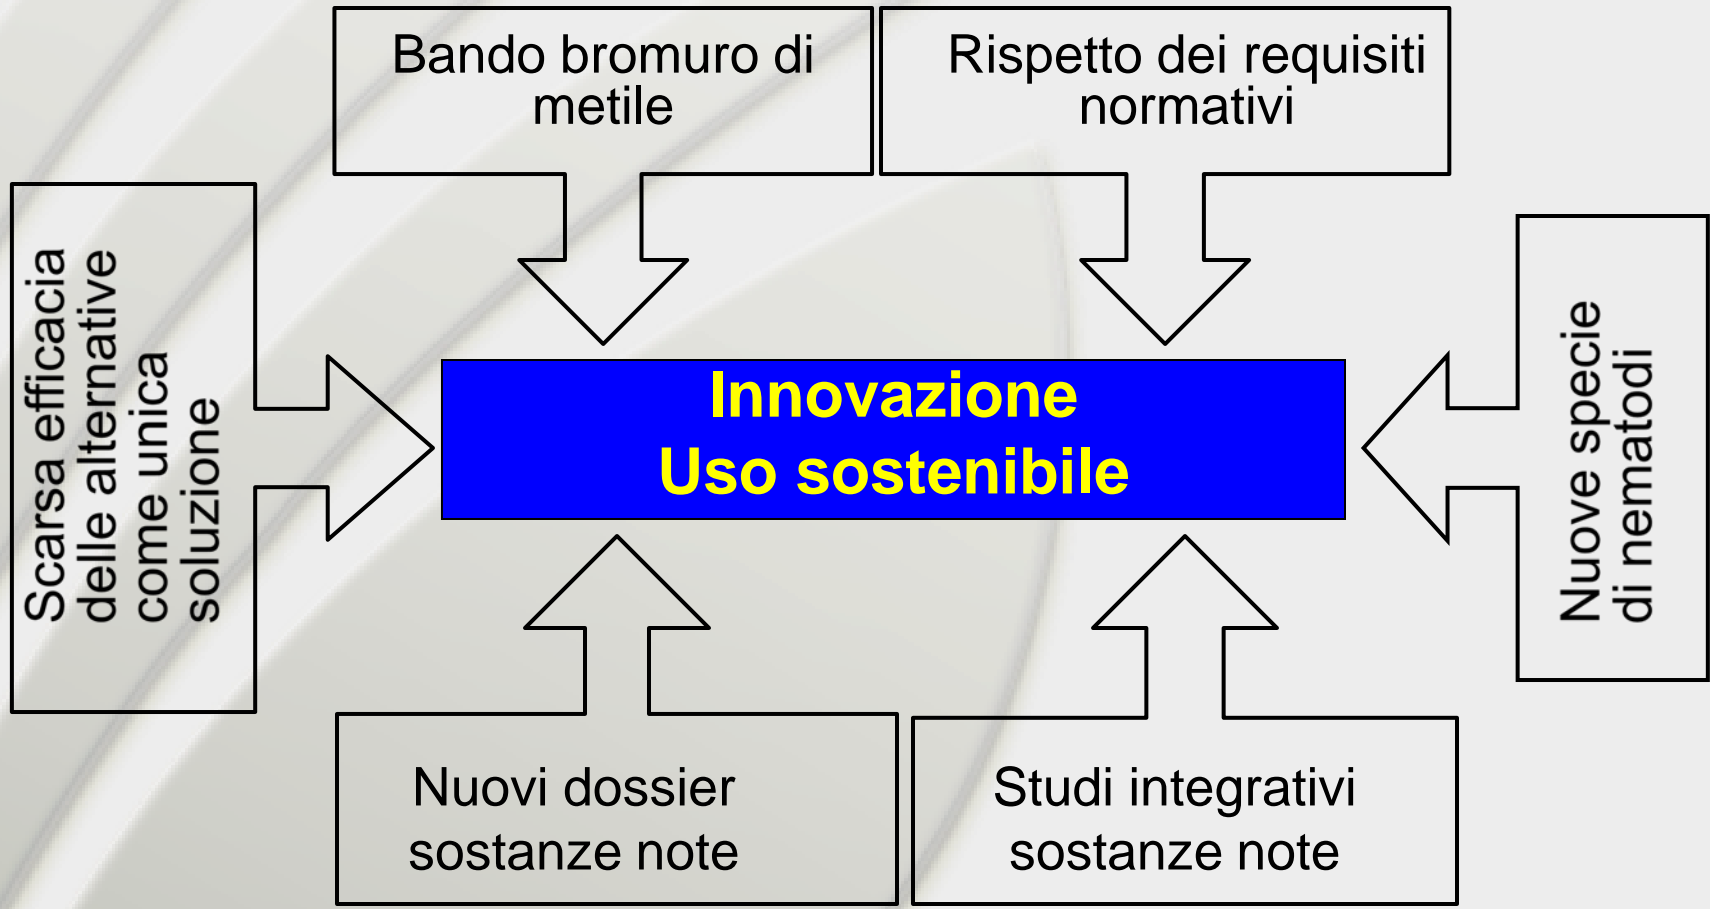 Bando bromuro di
metile
Rispetto dei requisiti
normativi
Scarsa efficacia
delle alternative
come unica
soluzione
Innovazione
Uso sostenibile
Nuove specie
di nematodi
Nuovi dossier
sostanze note
Studi integrativi
sostanze note